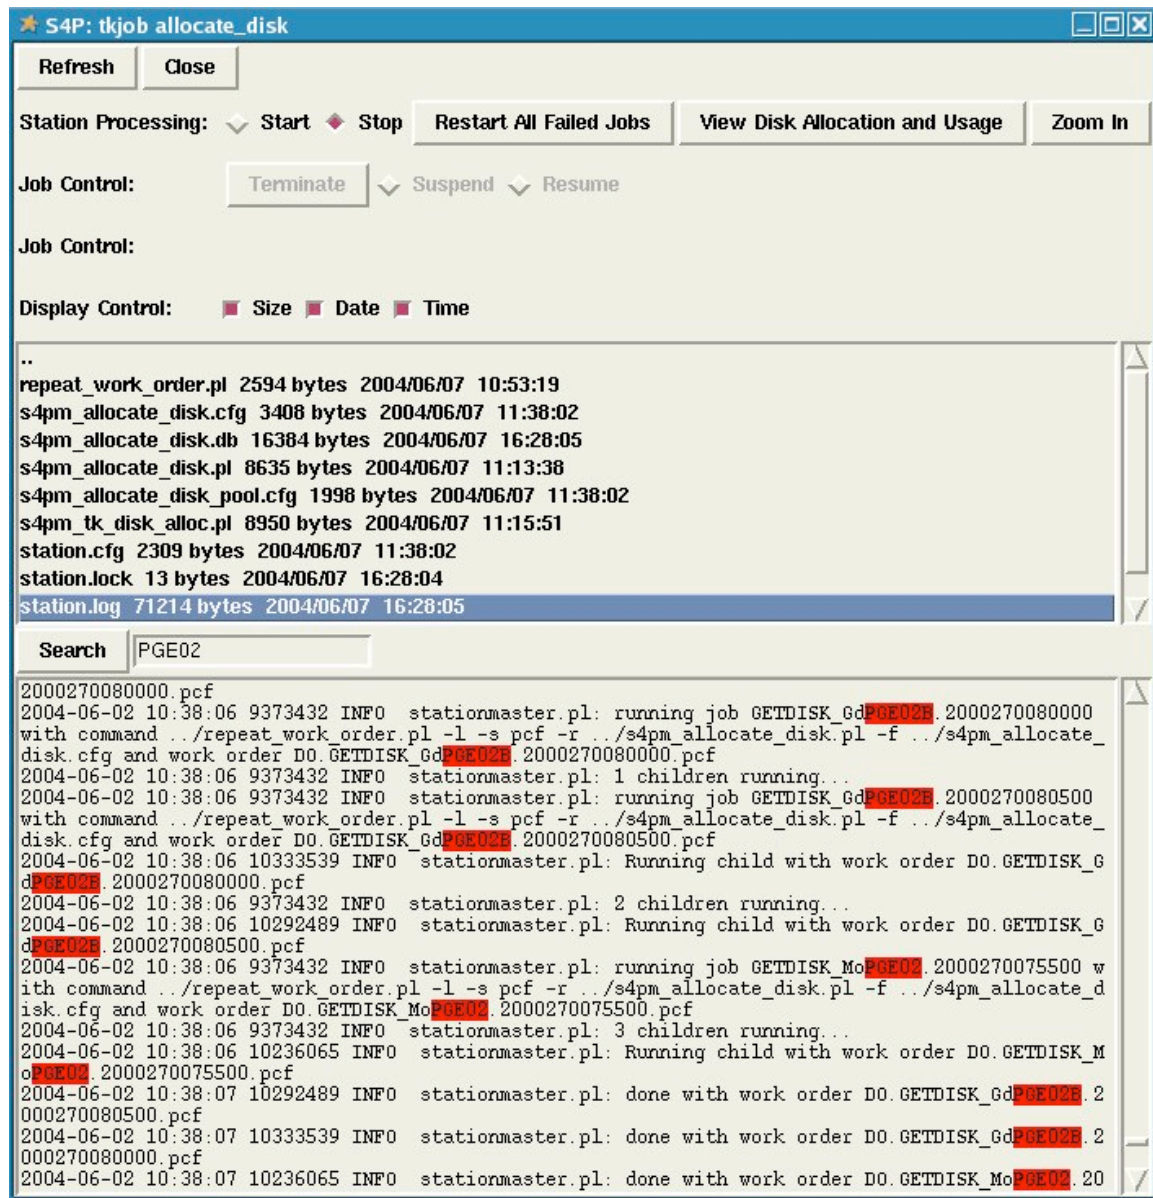 S4P: tkjob allocate_disk
Refresh Close
Station Processing: Start Stop Restart All Failed Jobs View Disk Allocation and Usage Zoom In
Job Control: Terminate Suspend Resume
Job Control:
Display Control: Size Date Time
..
repeat_work_order.pl 2594 bytes 2004/06/07 10:53:19
s4pm_allocate_disk.cfg 3408 bytes 2004/06/07 11:38:02
s4pm_allocate_disk.db 16384 bytes 2004/06/07 16:28:05
s4pm_allocate_disk.pl 8635 bytes 2004/06/07 11:13:38
s4pm_allocate_disk_pool.cfg 1998 bytes 2004/06/07 11:38:02
s4pm_tk_disk_alloc.pl 8950 bytes 2004/06/07 11:15:51
station.cfg 2309 bytes 2004/06/07 11:38:02
station.lock 13 bytes 2004/06/07 16:28:04
station.log 71214 bytes 2004/06/07 16:28:05
Search PGE02
2000270080000.pcf
2004-06-02 10:38:06 9373432 INFO stationmaster.pl: running job GETDISK_GdPGE02B.2000270080000
with command ../repeat_work_order.pl -l -s pcf -r ../s4pm_allocate_disk.pl -f ../s4pm_allocate_
disk.cfg and work order DO.GETDISK_GdPGE02B.2000270080000.pcf
2004-06-02 10:38:06 9373432 INFO stationmaster.pl: 1 children running...
2004-06-02 10:38:06 9373432 INFO stationmaster.pl: running job GETDISK_GdPGE02B.2000270080500
with command ../repeat_work_order.pl -l -s pcf -r ../s4pm_allocate_disk.pl -f ../s4pm_allocate_
disk.cfg and work order DO.GETDISK_GdPGE02B.2000270080500.pcf
2004-06-02 10:38:06 10333539 INFO stationmaster.pl: Running child with work order DO.GETDISK_G
dPGE02B.2000270080000.pcf
2004-06-02 10:38:06 9373432 INFO stationmaster.pl: 2 children running...
2004-06-02 10:38:06 10292489 INFO stationmaster.pl: Running child with work order DO.GETDISK_G
dPGE02B.2000270080500.pcf
2004-06-02 10:38:06 9373432 INFO stationmaster.pl: running job GETDISK_MoPGE02.2000270075500 w
ith command ../repeat_work_order.pl -l -s pcf -r ../s4pm_allocate_disk.pl -f ../s4pm_allocate_d
isk.cfg and work order DO.GETDISK_MoPGE02.2000270075500.pcf
2004-06-02 10:38:06 9373432 INFO stationmaster.pl: 3 children running...
2004-06-02 10:38:06 10236065 INFO stationmaster.pl: Running child with work order DO.GETDISK_M
oPGE02.2000270075500.pcf
2004-06-02 10:38:07 10292489 INFO stationmaster.pl: done with work order DO.GETDISK_GdPGE02B.2
000270080500.pcf
2004-06-02 10:38:07 10333539 INFO stationmaster.pl: done with work order DO.GETDISK_GdPGE02B.2
000270080000.pcf
2004-06-02 10:38:07 10236065 INFO stationmaster.pl: done with work order DO.GETDISK_MoPGE02.20